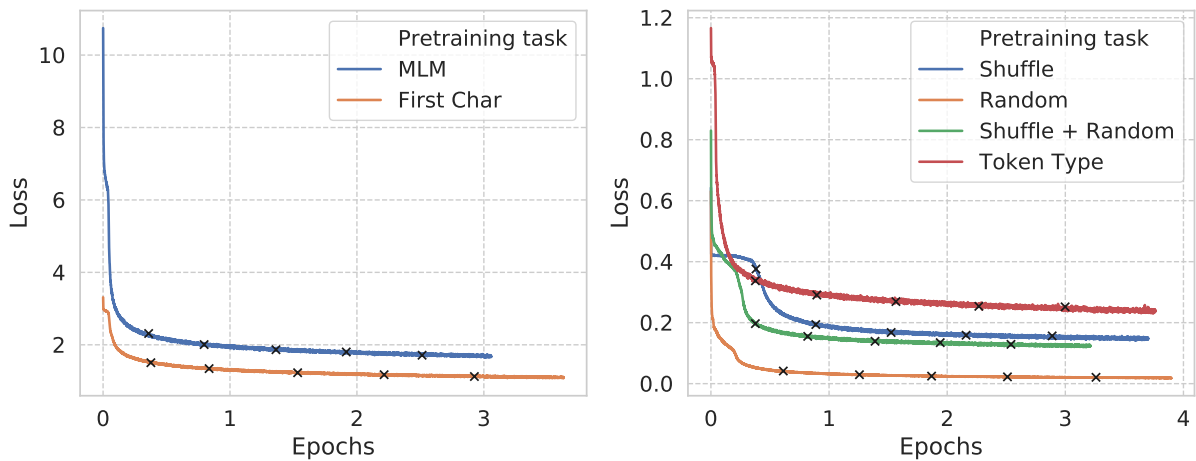 Loss
10
8
6
4
2
0
1
2
3
Epochs
Pretraining task
MLM
First Char
Loss
1.2
1.0
0.8
0.6
0.4
0.2
0.0
0
1
2
3
4
Epochs
Pretraining task
Shuffle
Random
Shuffle + Random
Token Type